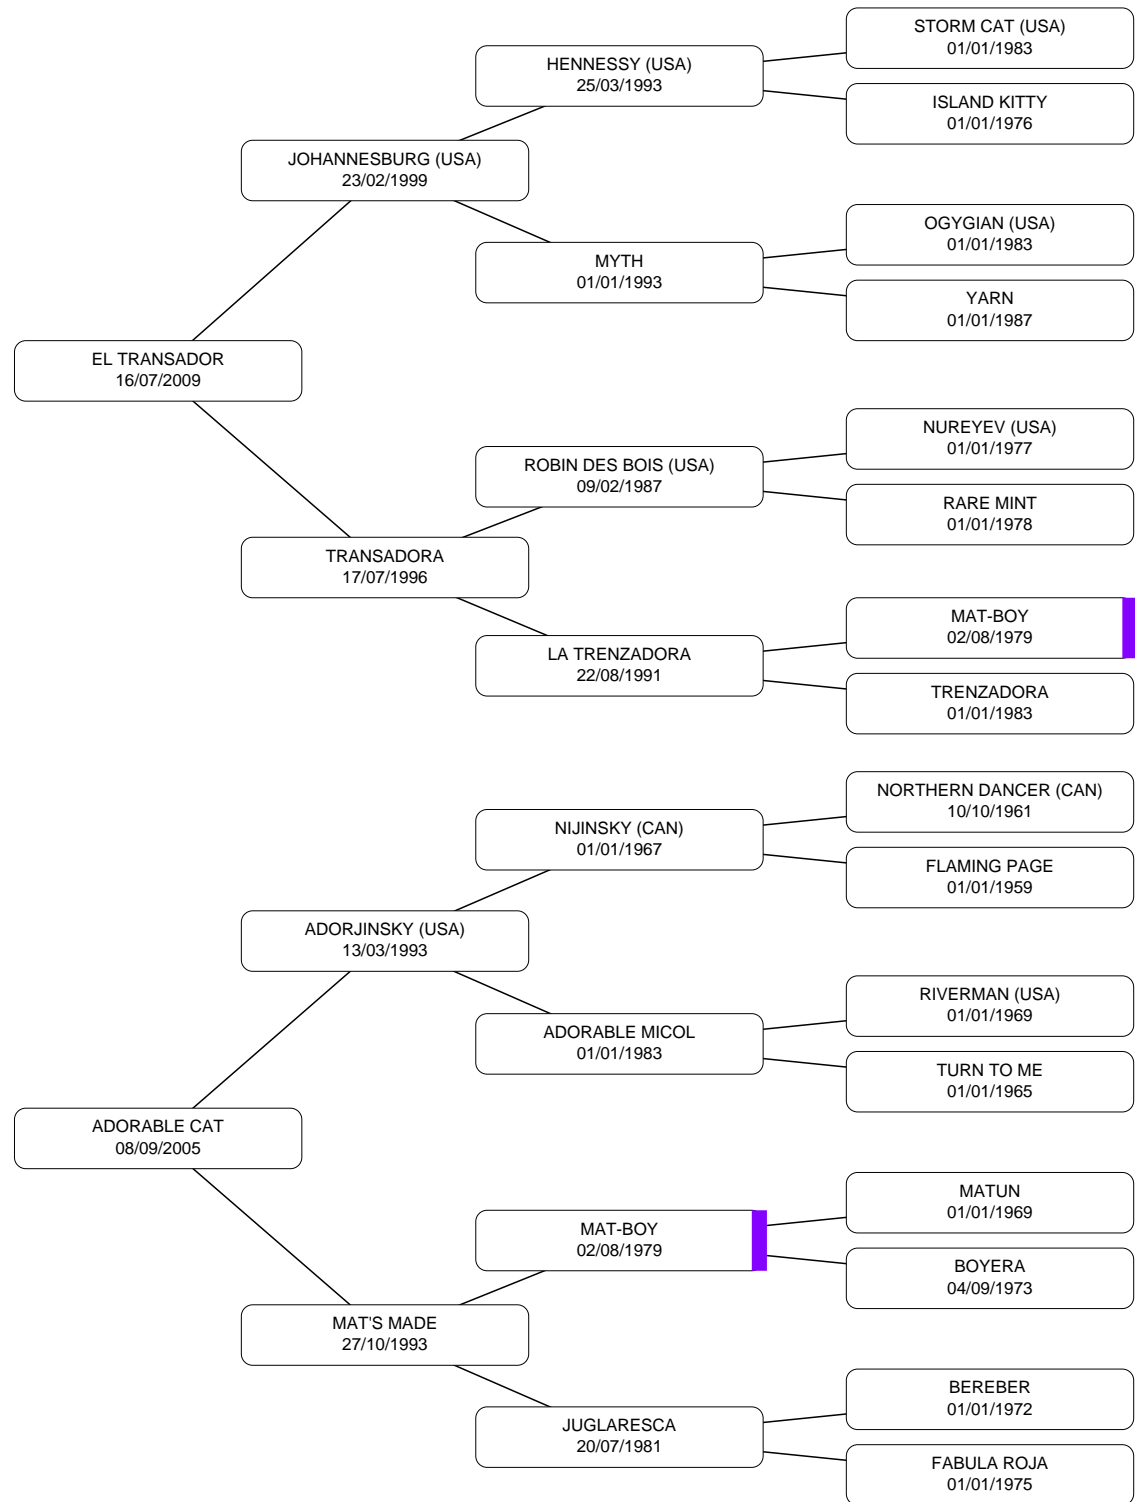 STORM CAT (USA)
01/01/1983
HENNESSY (USA)
25/03/1993
ISLAND KITTY
01/01/1976
JOHANNESBURG (USA)
23/02/1999
OGYGIAN (USA)
01/01/1983
MYTH
01/01/1993
YARN
01/01/1987
EL TRANSADOR
16/07/2009
NUREYEV (USA)
01/01/1977
ROBIN DES BOIS (USA)
09/02/1987
RARE MINT
01/01/1978
TRANSADORA
17/07/1996
MAT-BOY
02/08/1979
LA TRENZADORA
22/08/1991
TRENZADORA
01/01/1983
NORTHERN DANCER (CAN)
10/10/1961
NIJINSKY (CAN)
01/01/1967
FLAMING PAGE
01/01/1959
ADORJINSKY (USA)
13/03/1993
RIVERMAN (USA)
01/01/1969
ADORABLE MICOL
01/01/1983
TURN TO ME
01/01/1965
ADORABLE CAT
08/09/2005
MATUN
01/01/1969
MAT-BOY
02/08/1979
BOYERA
04/09/1973
MAT'S MADE
27/10/1993
BEREBER
01/01/1972
JUGLARESCA
20/07/1981
FABULA ROJA
01/01/1975